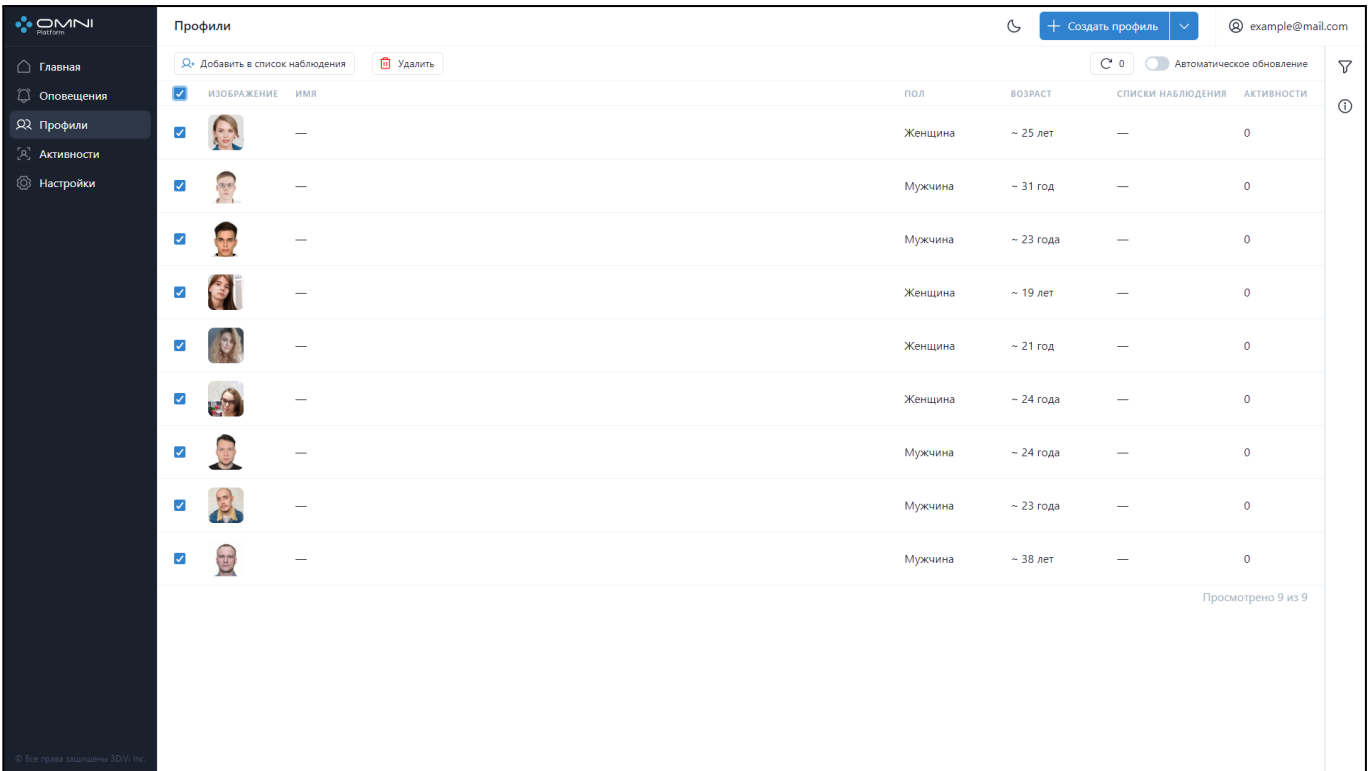 OMNI
Platform
Главная
Оповещения
Профили
Активности
Настройки
© Все права защищены 3DiVi Inc.
Профили
Создать профиль
example@mail.com
Добавить в список наблюдения Удалить 0 Автоматическое обновление
ИЗОБРАЖЕНИЕ ИМЯ ПОЛ ВОЗРАСТ СПИСКИ НАБЛЮДЕНИЯ АКТИВНОСТИ
— Женщина ~ 25 лет — 0
— Мужчина ~ 31 год — 0
— Мужчина ~ 23 года — 0
— Женщина ~ 19 лет — 0
— Женщина ~ 21 год — 0
— Женщина ~ 24 года — 0
— Мужчина ~ 24 года — 0
— Мужчина ~ 23 года — 0
— Мужчина ~ 38 лет — 0
Просмотрено 9 из 9